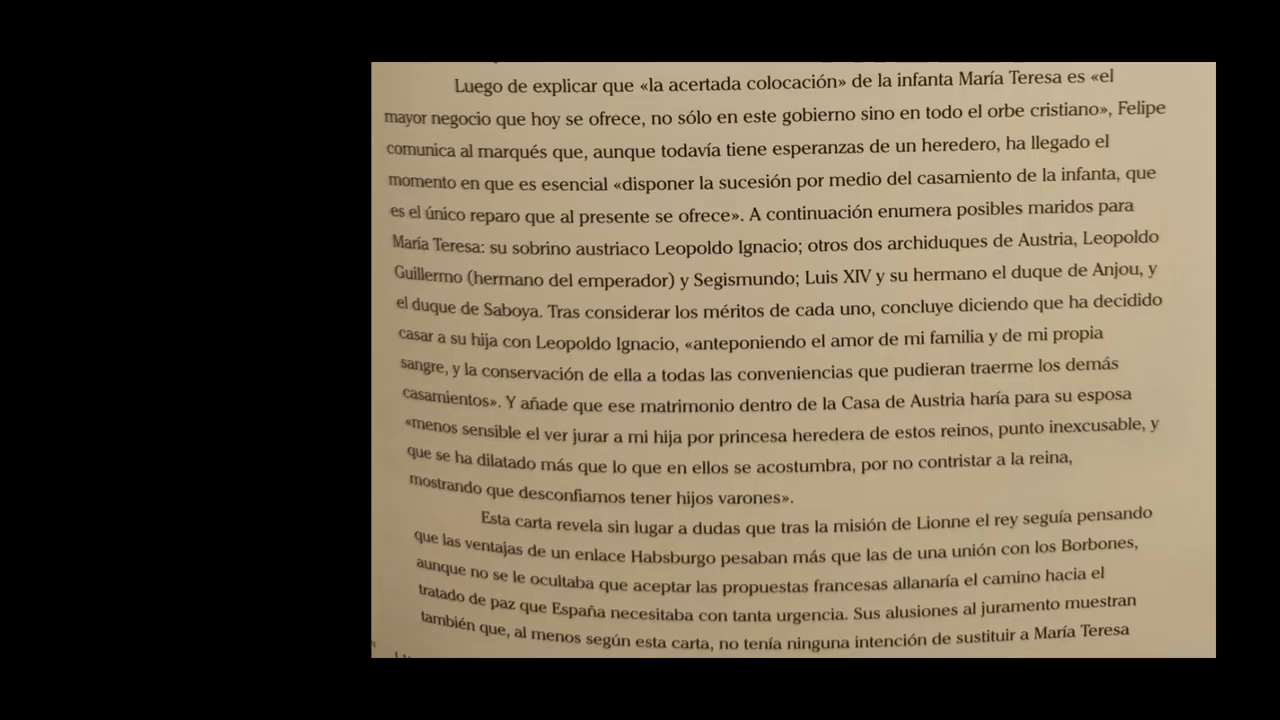 Luego de explicar que «la acertada colocación» de la infanta María Teresa es «el
mayor negocio que hoy se ofrece, no sólo en este gobierno sino en todo el orbe cristiano», Felipe
comunica al marqués que, aunque todavía tiene esperanzas de un heredero, ha llegado el
momento en que es esencial «disponer la sucesión por medio del casamiento de la infanta, que
es el único reparo que al presente se ofrece». A continuación enumera posibles maridos para
María Teresa: su sobrino austriaco Leopoldo Ignacio; otros dos archiduques de Austria, Leopoldo
Guillermo (hermano del emperador) y Segismundo; Luis XIV y su hermano el duque de Anjou, y
el duque de Saboya. Tras considerar los méritos de cada uno, concluye diciendo que ha decidido
casar a su hija con Leopoldo Ignacio, «anteponiendo el amor de mi familia y de mi propia
sangre, y la conservación de ella a todas las conveniencias que pudieran traerme los demás
casamientos». Y añade que ese matrimonio dentro de la Casa de Austria haría para su esposa
«menos sensible el ver jurar a mi hija por princesa heredera de estos reinos, punto inexcusable, y
que se ha dilatado más que lo que en ellos se acostumbra, por no contristar a la reina,
mostrando que desconfiamos tener hijos varones».
Esta carta revela sin lugar a dudas que tras la misión de Lionne el rey seguía pensando
que las ventajas de un enlace Habsburgo pesaban más que las de una unión con los Borbones,
aunque no se le ocultaba que aceptar las propuestas francesas allanaría el camino hacia el
tratado de paz que España necesitaba con tanta urgencia. Sus alusiones al juramento muestran
también que, al menos según esta carta, no tenía ninguna intención de sustituir a María Teresa